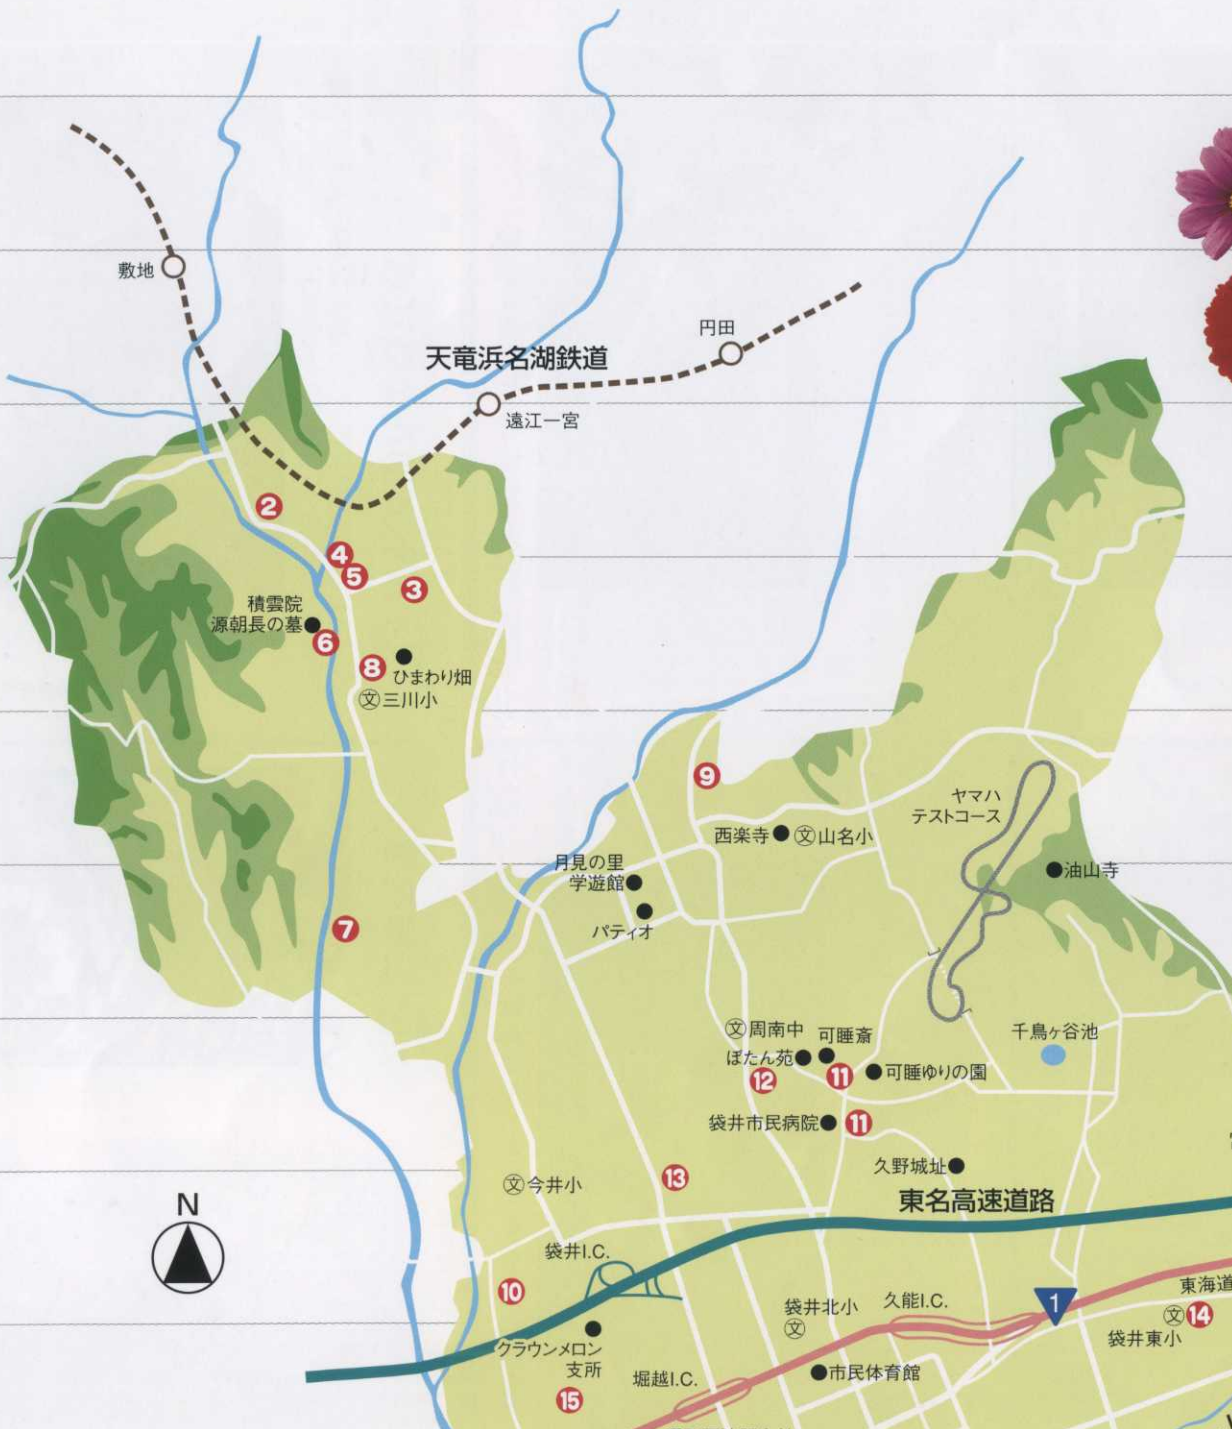 敷地
円田
天竜浜名湖鉄道
遠江一宮
2
4
5
3
積雲院
源朝長の墓
6
8
ひまわり畑
文三川小
9
ヤマハ
テストコース
西楽寺
文山名小
月見の里
学遊館
油山寺
パティオ
7
文周南中
可睡斎
千鳥ヶ谷池
ぼたん苑
12
11
可睡ゆりの園
袋井市民病院
11
久野城址
13
文今井小
東名高速道路
N
袋井I.C.
10
東海道
袋井北小
文
久能I.C.
1
文14
袋井東小
クラウンメロン
支所
堀越I.C.
市民体育館
15